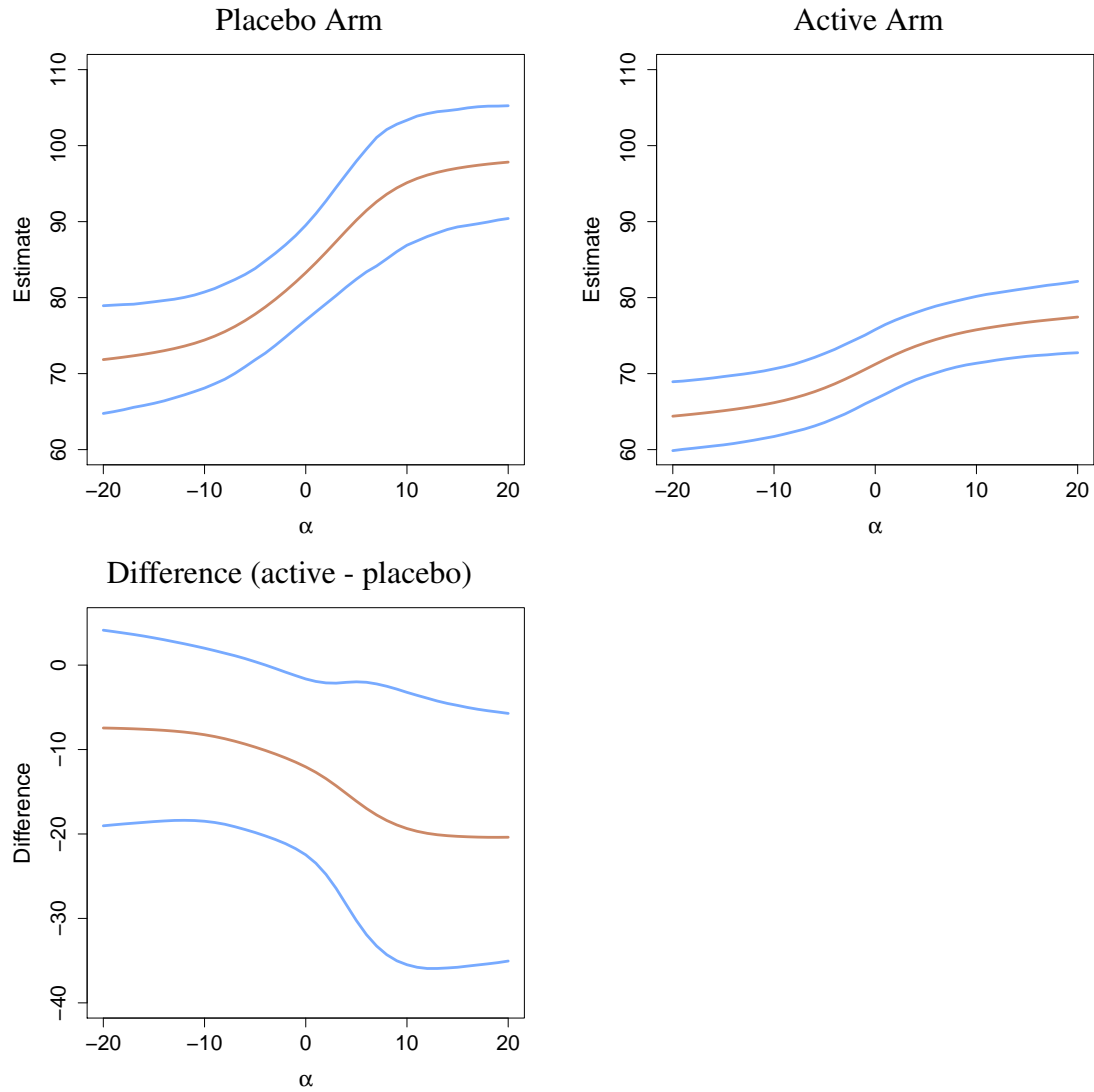 Placebo Arm
Estimate
110
100
90
80
70
60
−20 −10 0 10 20
α
Active Arm
Estimate
110
100
90
80
70
60
−20 −10 0 10 20
α
Difference (active - placebo)
Difference
0
−10
−20
−30
−40
−20 −10 0 10 20
α